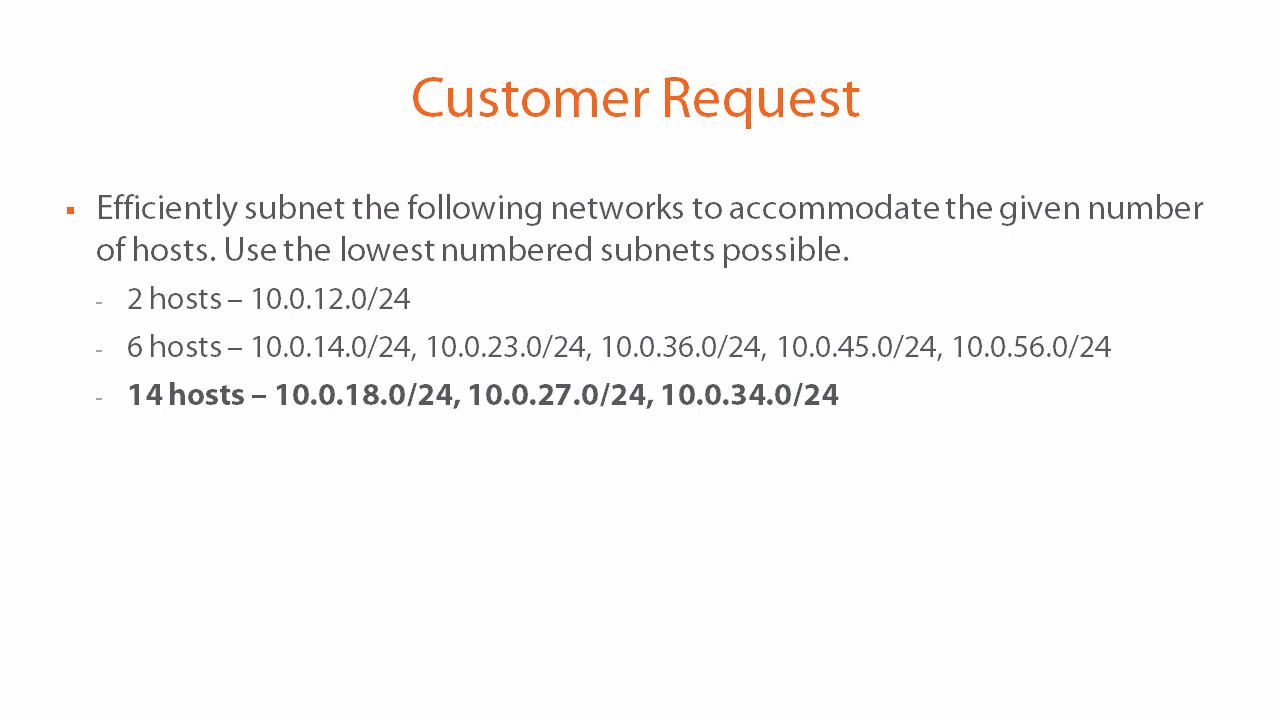 Customer Request
▪ Efficiently subnet the following networks to accommodate the given number
of hosts. Use the lowest numbered subnets possible.
- 2 hosts – 10.0.12.0/24
- 6 hosts – 10.0.14.0/24, 10.0.23.0/24, 10.0.36.0/24, 10.0.45.0/24, 10.0.56.0/24
- 14 hosts – 10.0.18.0/24, 10.0.27.0/24, 10.0.34.0/24